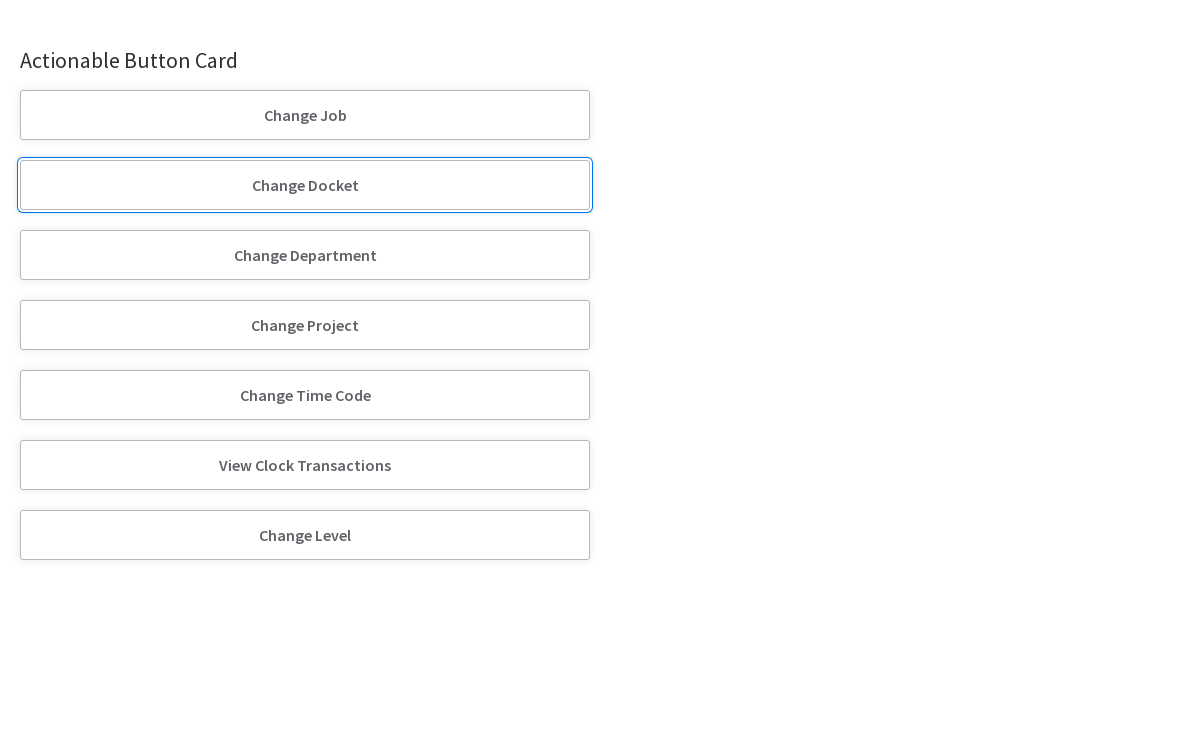 Actionable Button Card
Change Job
Change Docket
Change Department
Change Project
Change Time Code
View Clock Transactions
Change Level